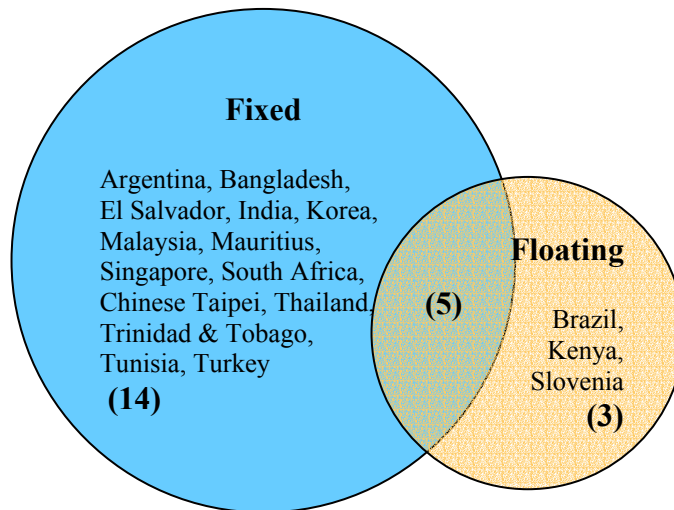 Fixed
Argentina, Bangladesh,
El Salvador, India, Korea,
Malaysia, Mauritius,
Singapore, South Africa,
Chinese Taipei, Thailand,
Trinidad & Tobago,
Tunisia, Turkey
(14)
(5)
Floating
Brazil,
Kenya,
Slovenia
(3)